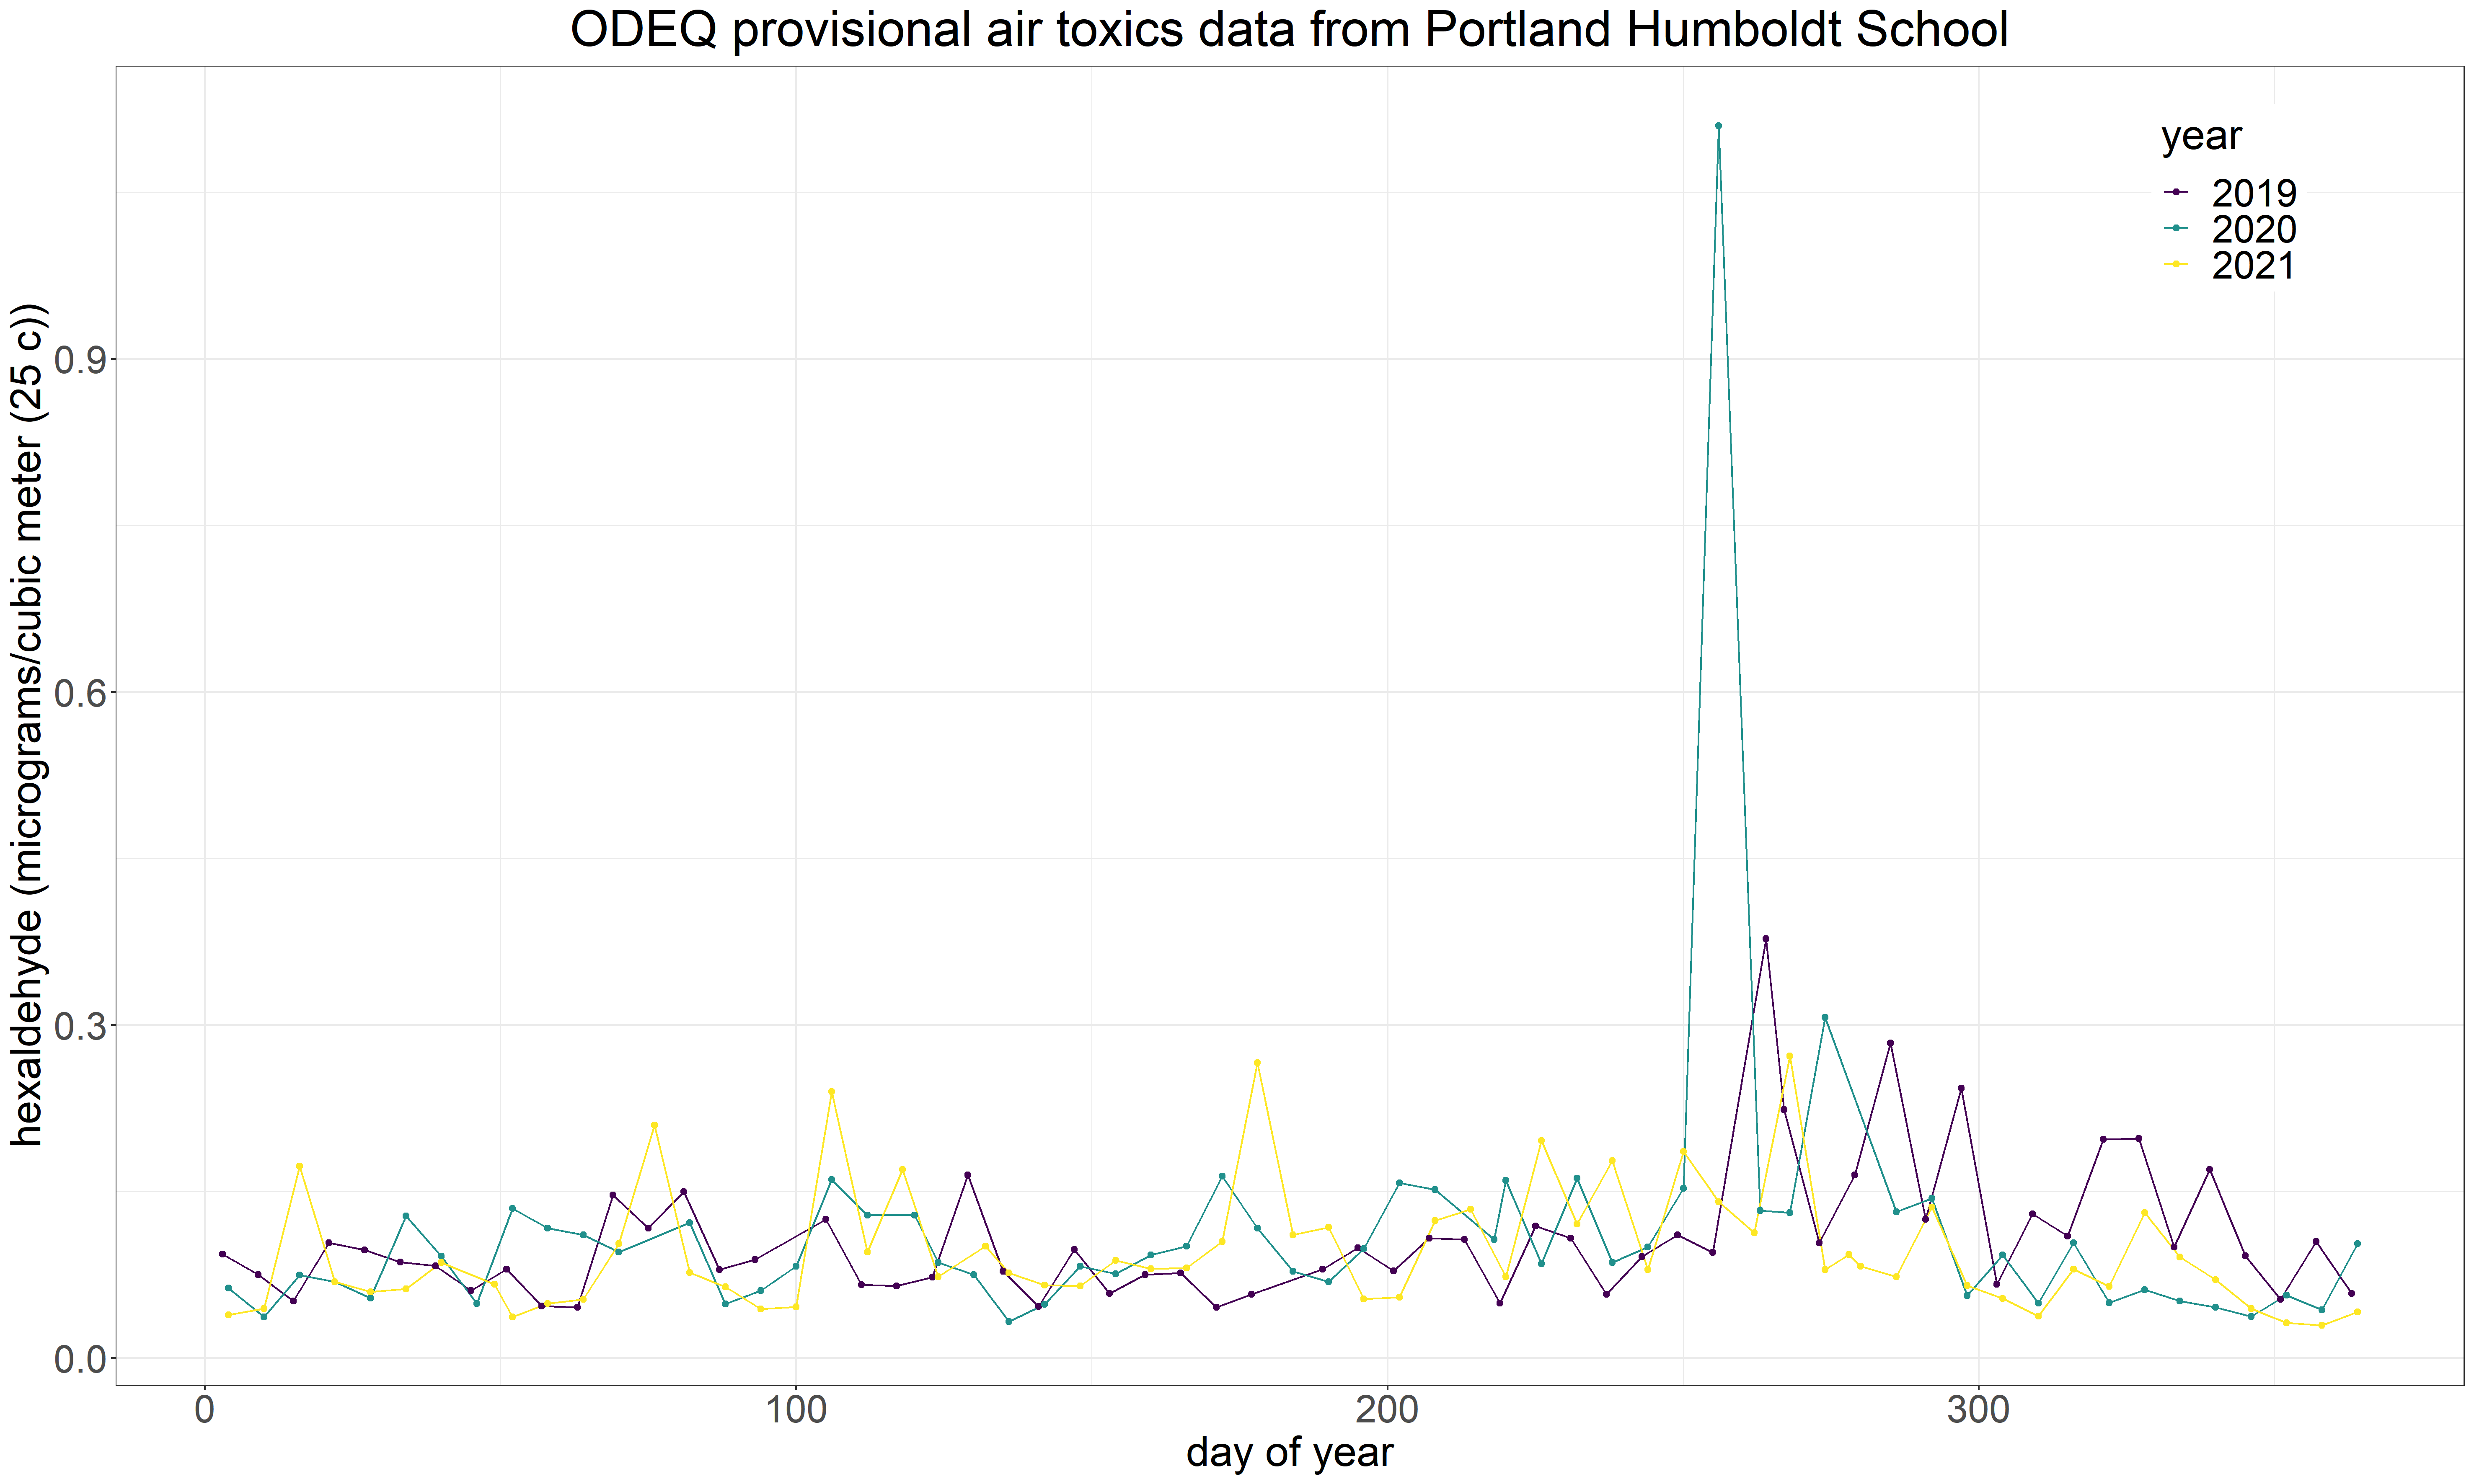 ODEQ provisional air toxics data from Portland Humboldt School
year
2019
2020
2021
hexaldehyde (micrograms/cubic meter (25 c))
0.9
0.6
0.3
0.0
0 100 200 300
day of year